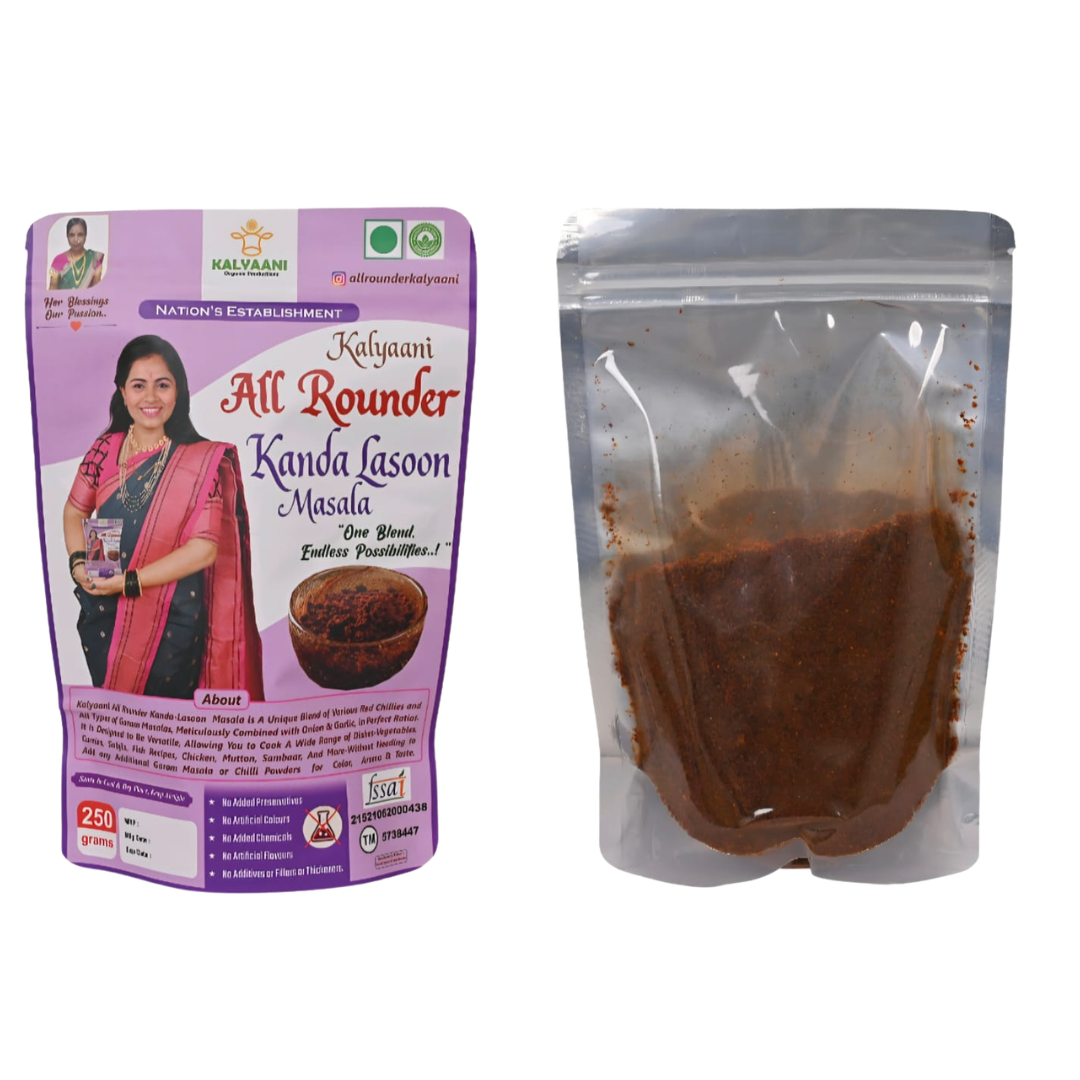 Her Blessings
Our Passion..
KALYAANI
Organic Productions
allrounderkalyaani
NATION'S ESTABLISHMENT
Kalyaani
All Rounder
Kanda Lasoon
Masala
"One Blend,
Endless Possibilities..! "
About
Kalyaani All Rounder Kanda-Lasoon Masala is A Unique Blend of Various Red Chillies and
All Types of Garam Masalas, Meticulously Combined with Onion & Garlic, in Perfect Ratios.
It is Designed to Be Versatile, Allowing You to Cook A Wide Range of Dishes-Vegetables,
Curries, Sabjis, Fish Recipes, Chicken, Mutton, Sambaar, And More-Without Needing to
Add any Additional Garam Masala or Chilli Powders for Color, Aroma & Taste.
250
grams
MRP :
Mfg Date :
Exp Date :
★ No Added Preservatives
★ No Artificial Colours
★ No Added Chemicals
★ No Artificial Flavours
★ No Additives or Fillers or Thickeners.
fssai
21521062000438
TM 5738447